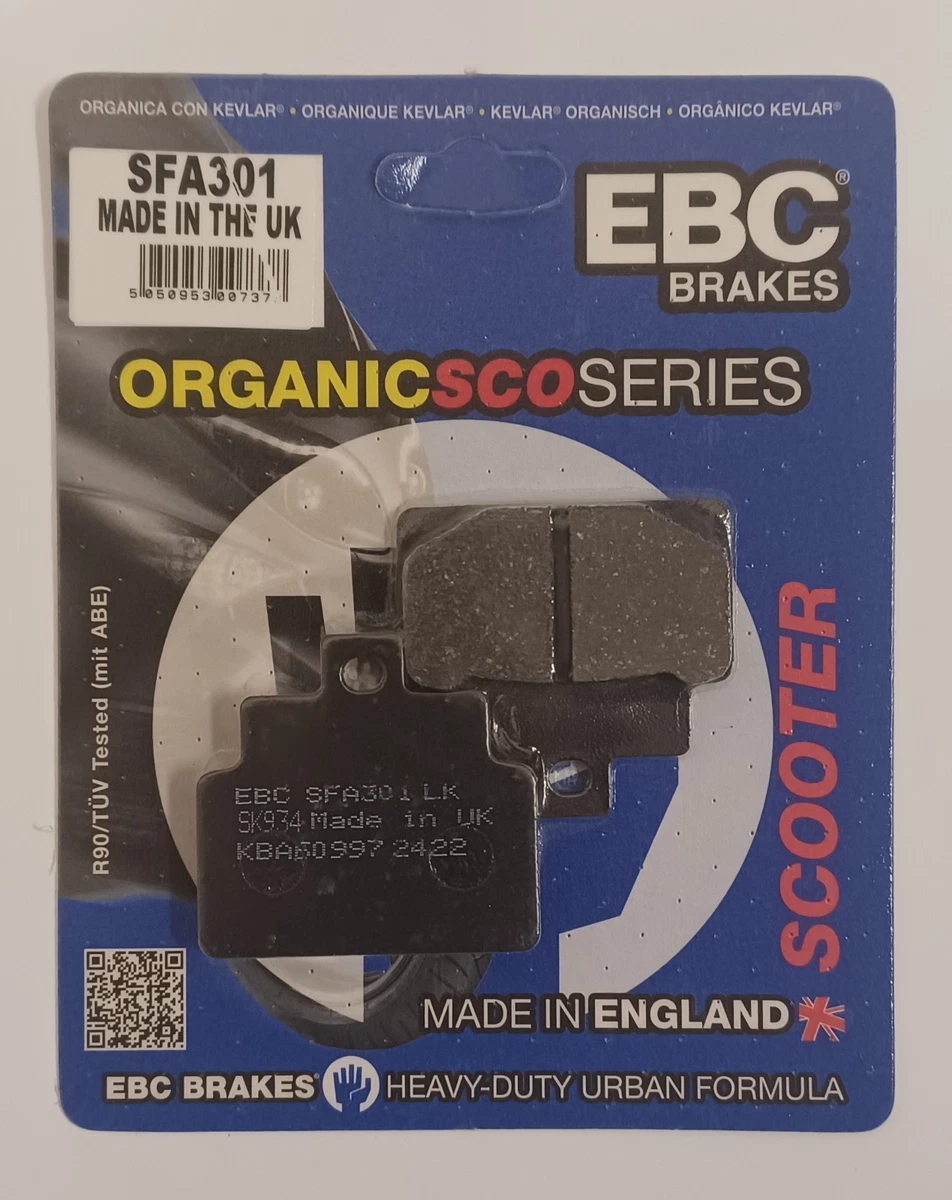 ORGANICA CON KEVLAR® • ORGANIQUE KEVLAR® • KEVLAR® ORGANISCH • ORGÂNICO KEVLAR®
SFA301
MADE IN THE UK
5 050953 00737
EBC®
BRAKES
ORGANICSCOSERIES
R90/TÜV Tested (mit ABE)
SCOOTER
EBC SFA301 LK
SK934 Made in UK
KBA60997 2422
MADE IN ENGLAND
EBC BRAKES® HEAVY-DUTY URBAN FORMULA